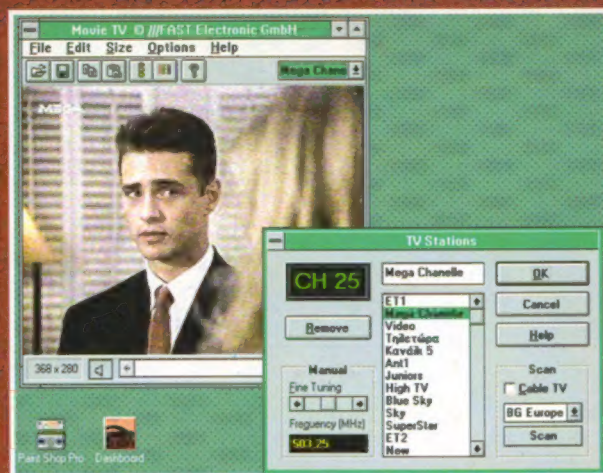 Movie TV © ///FAST Electronic GmbH
File Edit Size Options Help
Mega Chane
MEGA
368 x 280
Paint Shop Pro
Dashboard
TV Stations
CH 25
Mega Chanelle
OK
Cancel
Help
Remove
ET1
Mega Chanelle
Video
Τηλετώρα
Κανάλι 5
Ant1
Juniors
High TV
Blue Sky
Sky
SuperStar
ET2
Now
Manual
Fine Tuning
Frequency (MHz)
503.25
Scan
Cable TV
BG Europe
Scan